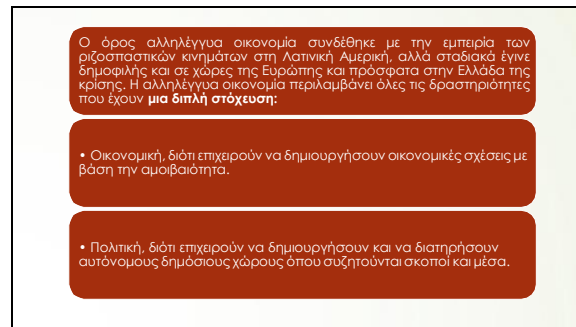 Ο όρος αλληλέγγυα οικονομία συνδέθηκε με την εμπειρία των
ριζοσπαστικών κινημάτων στη Λατινική Αμερική, αλλά σταδιακά έγινε
δημοφιλής και σε χώρες της Ευρώπης και πρόσφατα στην Ελλάδα της
κρίσης. Η αλληλέγγυα οικονομία περιλαμβάνει όλες τις δραστηριότητες
που έχουν μια διπλή στόχευση:
• Οικονομική, διότι επιχειρούν να δημιουργήσουν οικονομικές σχέσεις με
βάση την αμοιβαιότητα.
• Πολιτική, διότι επιχειρούν να δημιουργήσουν και να διατηρήσουν
αυτόνομους δημόσιους χώρους όπου συζητούνται σκοποί και μέσα.